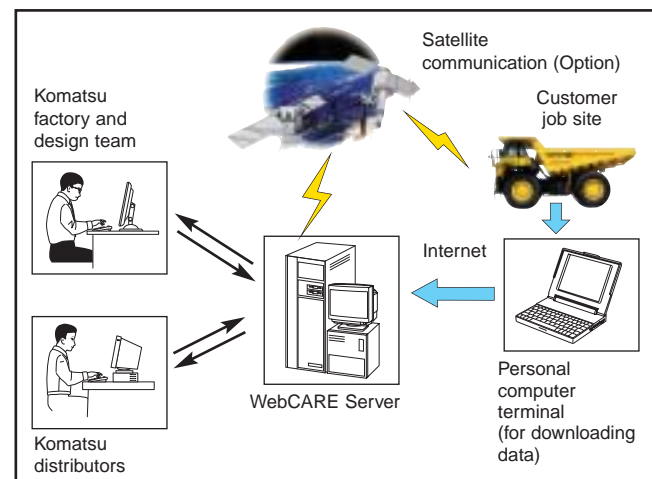 Satellite
communication (Option)
Komatsu
factory and
design team
Customer
job site
Internet
WebCARE Server
Personal
computer
terminal
(for downloading
data)
Komatsu
distributors